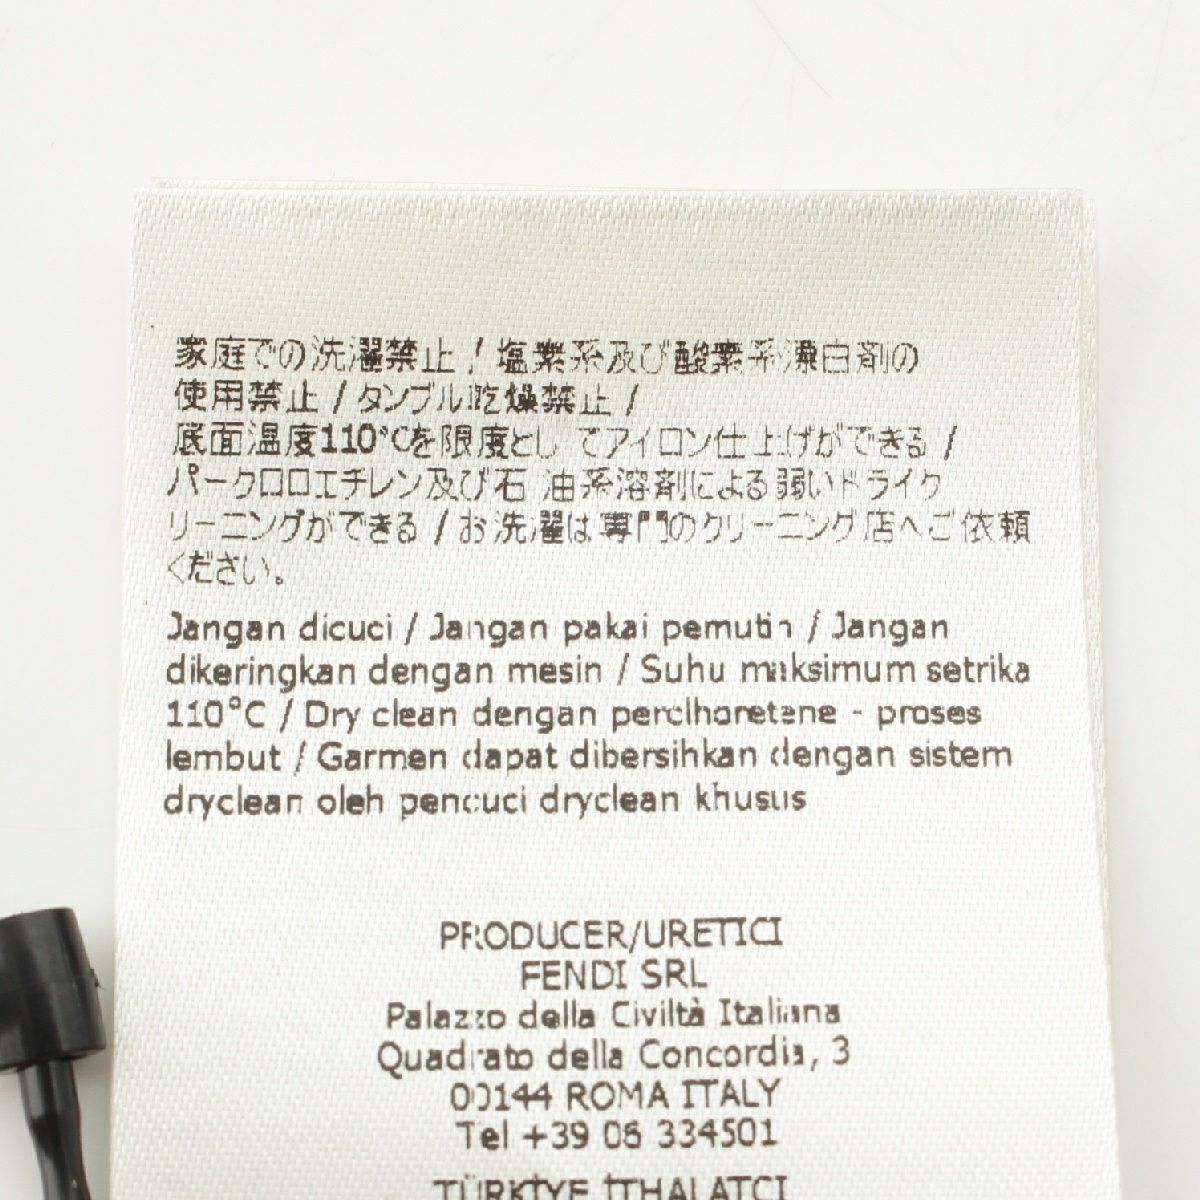 家庭での洗濯禁止 / 塩素系及び酸素系漂白剤の
使用禁止 / タンブル乾燥禁止 /
底面温度110°Cを限度とし てアイロン仕上げができる /
パークロロエチレン及び石 油系溶剤による弱いドライク
リーニングができる / お洗濯は専門のクリーニング店へご依頼
ください。
Jangan dicuci / Jangan pakai pemutih / Jangan
dikeringkan dengan mesin / Suhu maksimum setrika
110°C / Dry clean dengan perclhoretene - proses
lembut / Garmen dapat dibersihkan dengan sistem
dryclean oleh pencuci dryclean khusus
PRODUCER/URETICI
FENDI SRL
Palazzo della Civiltà Italiana
Quadrato della Concordia, 3
00144 ROMA ITALY
Tel +39 06 334501
TÜRKİYE İTHALATÇI